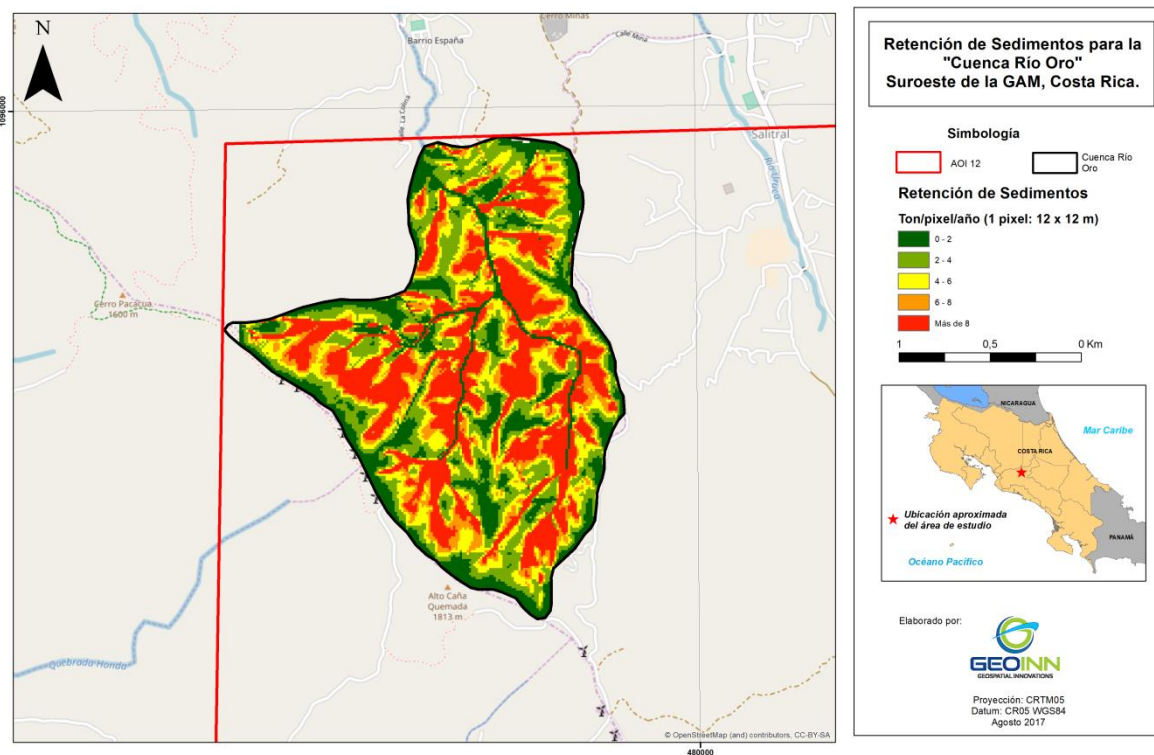 N
Cerro Minas
Barrio España
Calle Mina
Calle La Colina
1096000
Salitral
Río Uruca
Cerro Pacacua
1600 m
Alto Caña
Quemada
1813 m
Quebrada Honda
© OpenStreetMap (and) contributors, CC-BY-SA
480000
Retención de Sedimentos para la
"Cuenca Río Oro"
Suroeste de la GAM, Costa Rica.
Simbología
AOI 12
Cuenca Río
Oro
Retención de Sedimentos
Ton/pixel/año (1 pixel: 12 x 12 m)
0 - 2
2 - 4
4 - 6
6 - 8
Más de 8
1 0,5 0 Km
NICARAGUA
Mar Caribe
COSTA RICA
Ubicación aproximada
del área de estudio
PANAMÁ
Océano Pacífico
Elaborado por:
GEOINN
GEOSPATIAL INNOVATIONS
Proyección: CRTM05
Datum: CR05 WGS84
Agosto 2017